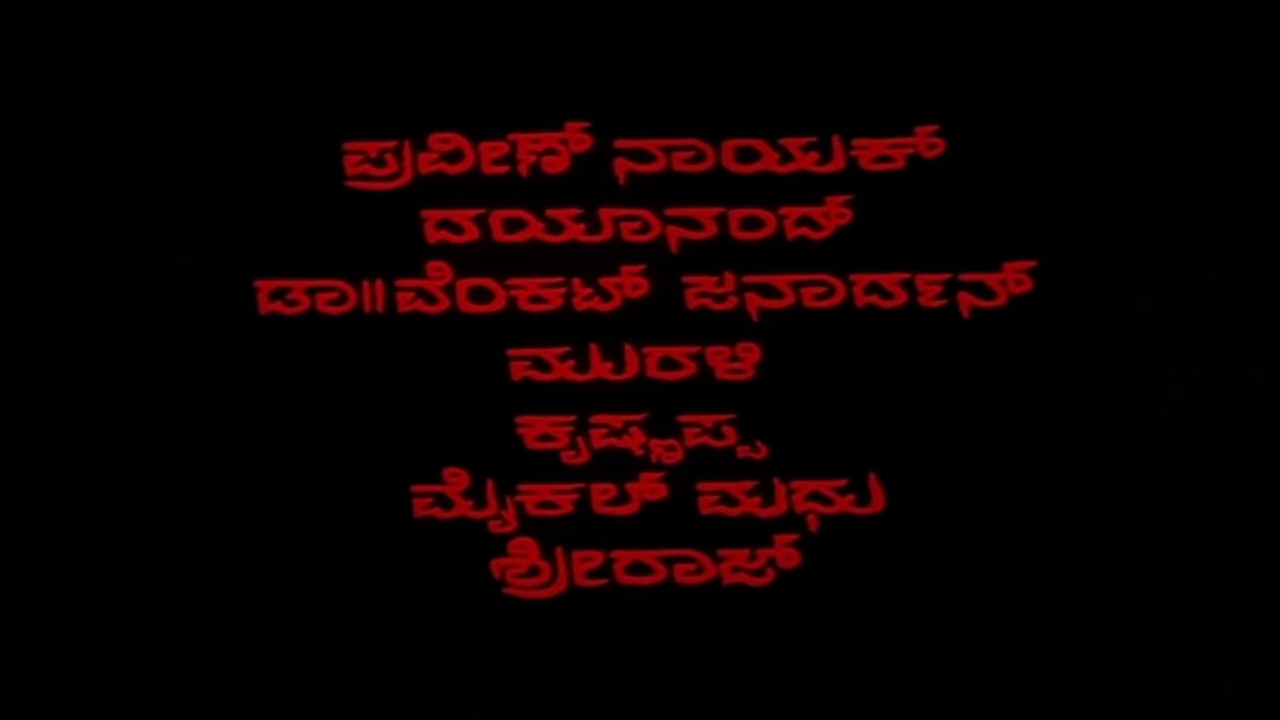 ಪ್ರವೀಣ್ ನಾಯಕ್
ದಯಾನಂದ್
ಡಾ॥ವೆಂಕಟ್ ಜನಾರ್ದನ್
ಮುರಳಿ
ಕೃಷ್ಣಪ್ಪ
ಮೈಕಲ್ ಮಧು
ಶ್ರೀರಾಜ್